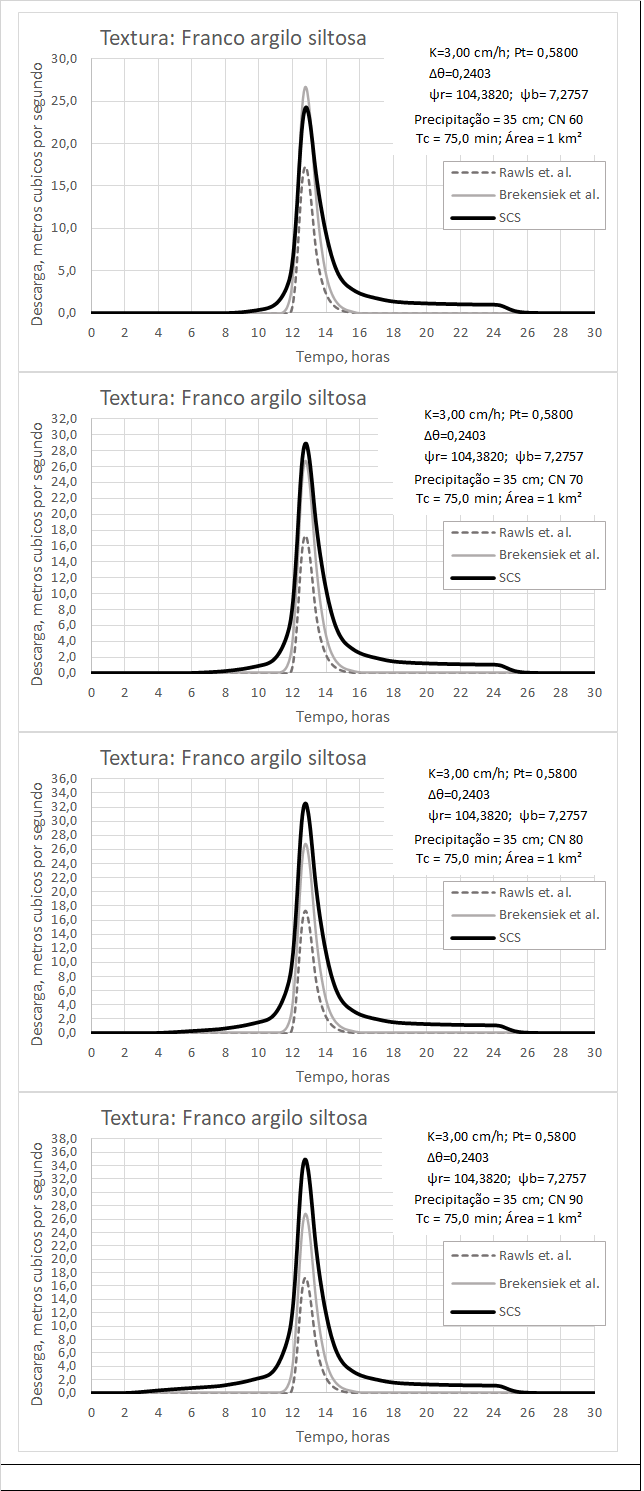 Textura: Franco argilo siltosa
K=3,00 cm/h; Pt= 0,5800
Δθ=0,2403
ψr= 104,3820; ψb= 7,2757
Precipitação = 35 cm; CN 60
Tc = 75,0 min; Área = 1 km²
Rawls et. al.
Brekensiek et al.
SCS
Descarga, metros cubicos por segundo
30,0
25,0
20,0
15,0
10,0
5,0
0,0
0 2 4 6 8 10 12 14 16 18 20 22 24 26 28 30
Tempo, horas
Textura: Franco argilo siltosa
K=3,00 cm/h; Pt= 0,5800
Δθ=0,2403
ψr= 104,3820; ψb= 7,2757
Precipitação = 35 cm; CN 70
Tc = 75,0 min; Área = 1 km²
Rawls et. al.
Brekensiek et al.
SCS
Descarga, metros cubicos por segundo
32,0
30,0
28,0
26,0
24,0
22,0
20,0
18,0
16,0
14,0
12,0
10,0
8,0
6,0
4,0
2,0
0,0
0 2 4 6 8 10 12 14 16 18 20 22 24 26 28 30
Tempo, horas
Textura: Franco argilo siltosa
K=3,00 cm/h; Pt= 0,5800
Δθ=0,2403
ψr= 104,3820; ψb= 7,2757
Precipitação = 35 cm; CN 80
Tc = 75,0 min; Área = 1 km²
Rawls et. al.
Brekensiek et al.
SCS
Descarga, metros cubicos por segundo
36,0
34,0
32,0
30,0
28,0
26,0
24,0
22,0
20,0
18,0
16,0
14,0
12,0
10,0
8,0
6,0
4,0
2,0
0,0
0 2 4 6 8 10 12 14 16 18 20 22 24 26 28 30
Tempo, horas
Textura: Franco argilo siltosa
K=3,00 cm/h; Pt= 0,5800
Δθ=0,2403
ψr= 104,3820; ψb= 7,2757
Precipitação = 35 cm; CN 90
Tc = 75,0 min; Área = 1 km²
Rawls et. al.
Brekensiek et al.
SCS
Descarga, metros cubicos por segundo
38,0
36,0
34,0
32,0
30,0
28,0
26,0
24,0
22,0
20,0
18,0
16,0
14,0
12,0
10,0
8,0
6,0
4,0
2,0
0,0
0 2 4 6 8 10 12 14 16 18 20 22 24 26 28 30
Tempo, horas